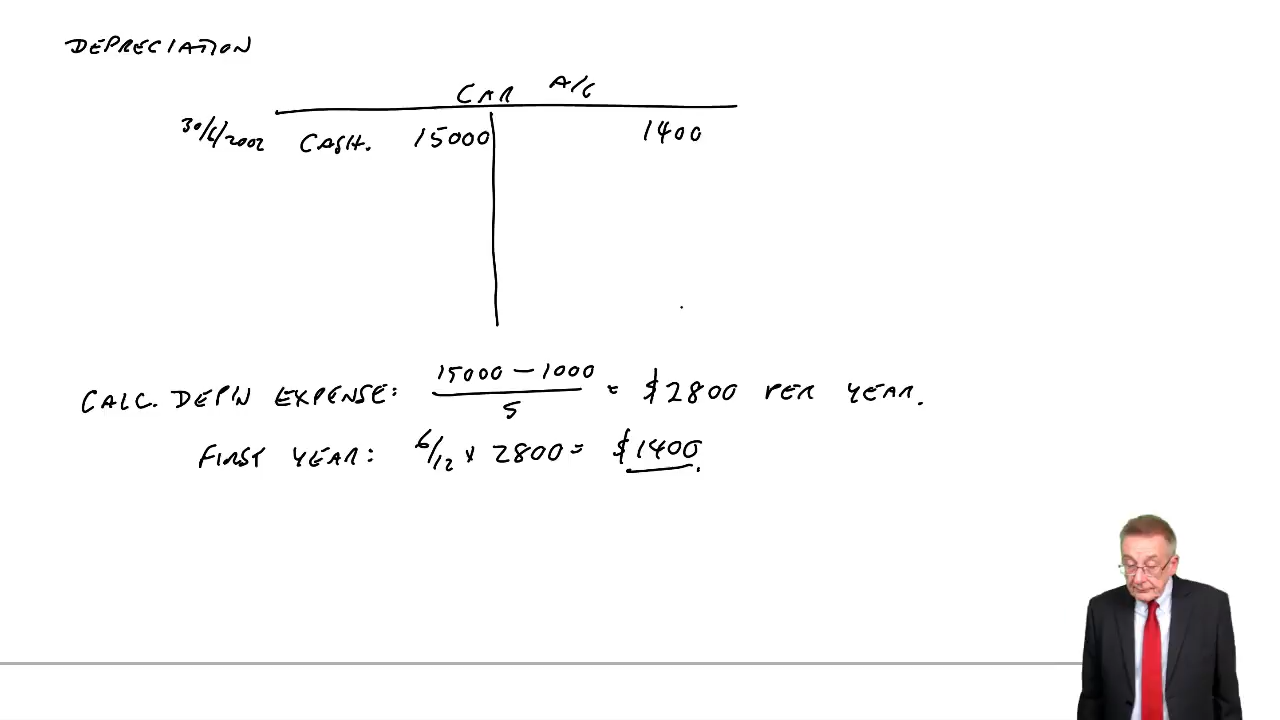 DEPRECIATION
CAR A/C
30/6/2002 CASH. 15000 1400
CALC. DEP'N EXPENSE: 15000 - 1000 / 5 = $2800 PER YEAR.
FIRST YEAR: 6/12 x 2800 = $1400.